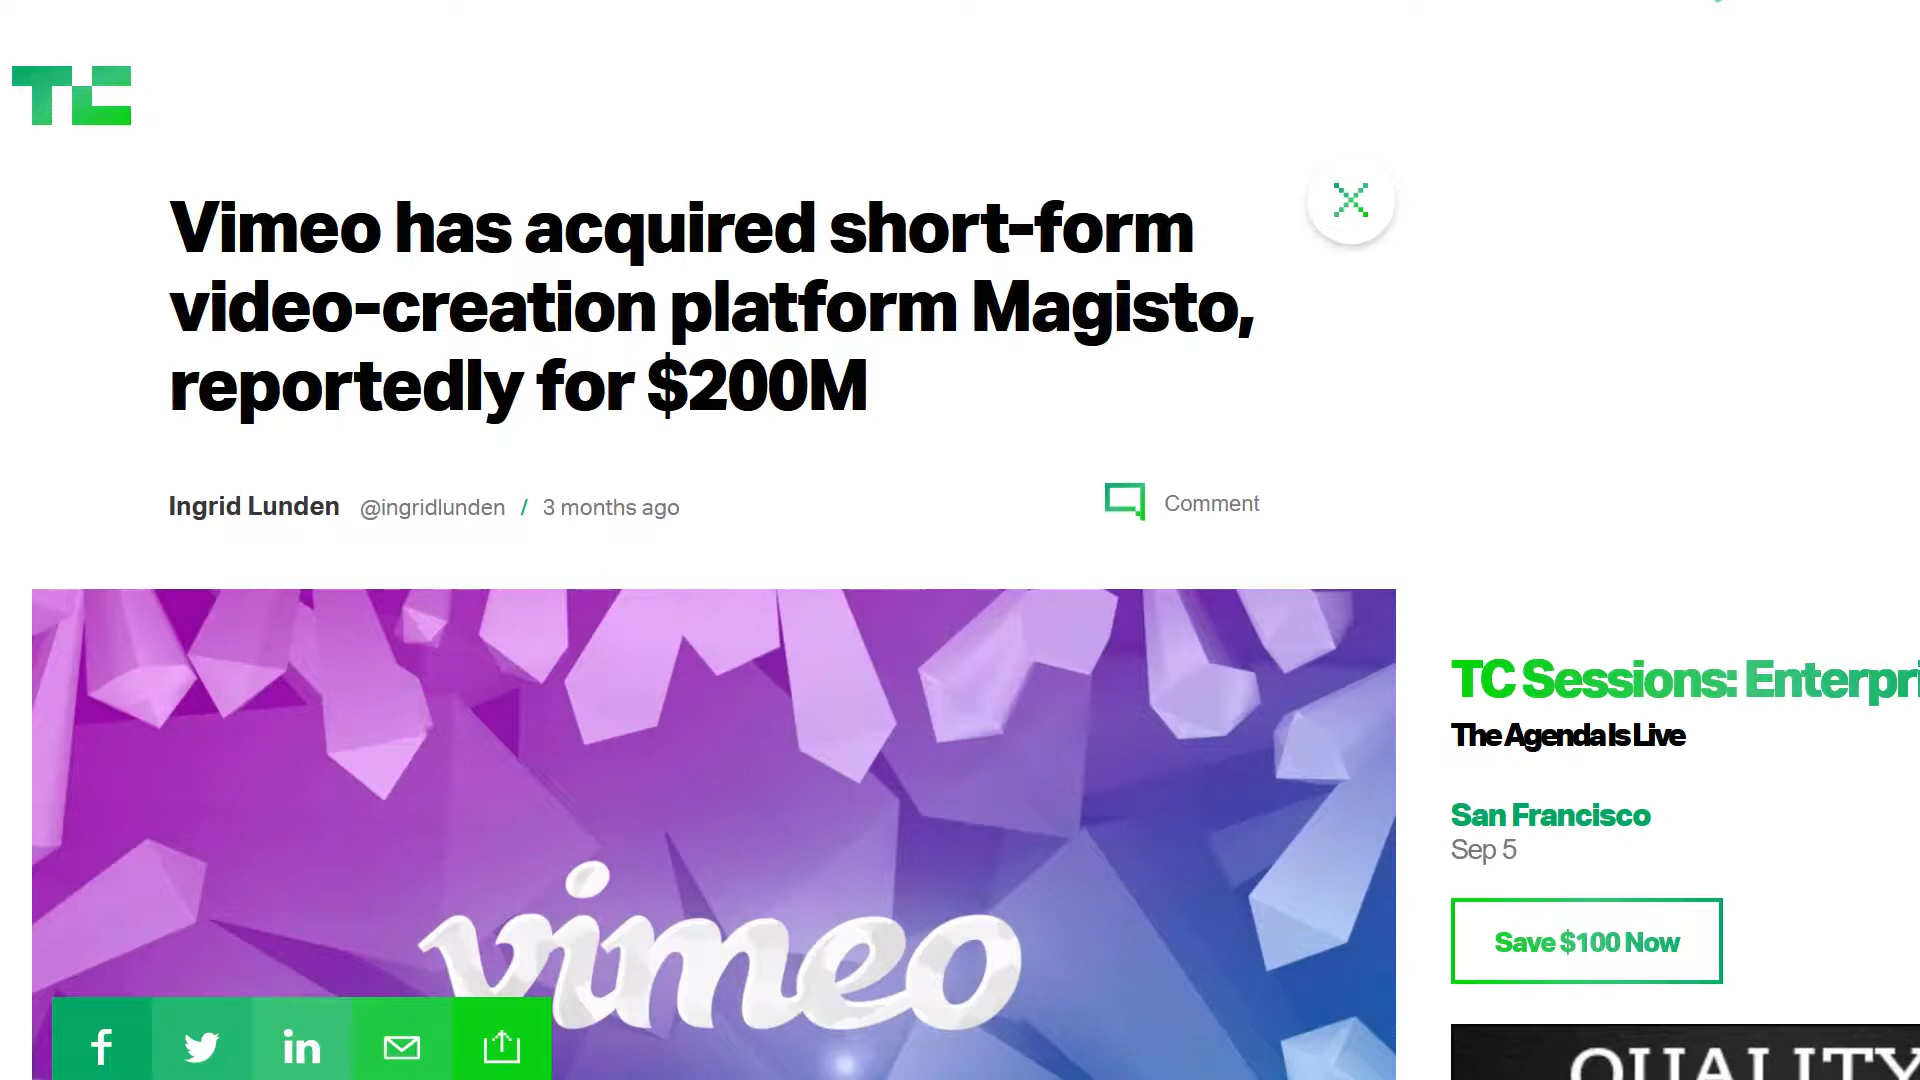 TC
Vimeo has acquired short-form
video-creation platform Magisto,
reportedly for $200M
Ingrid Lunden @ingridlunden / 3 months ago
Comment
vimeo
f in
TC Sessions: Enterpri
The Agenda Is Live
San Francisco
Sep 5
Save $100 Now
QUALITY